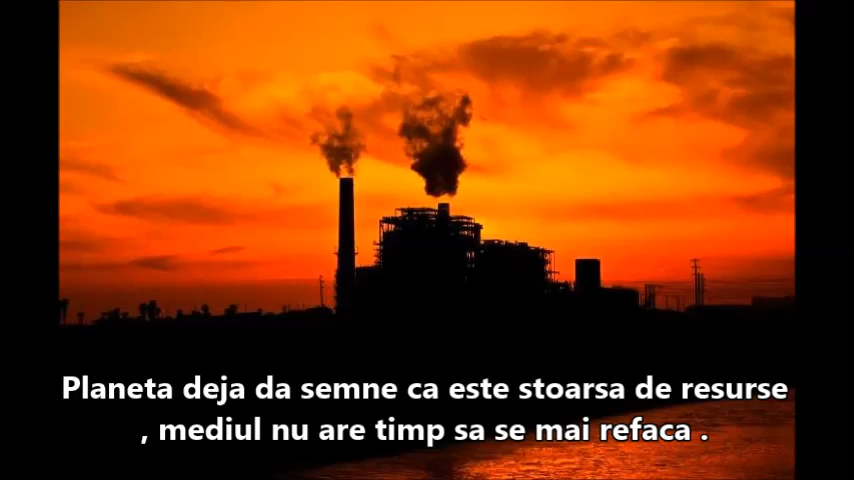 Planeta deja da semne ca este stoarsa de resurse
, mediul nu are timp sa se mai refaca .